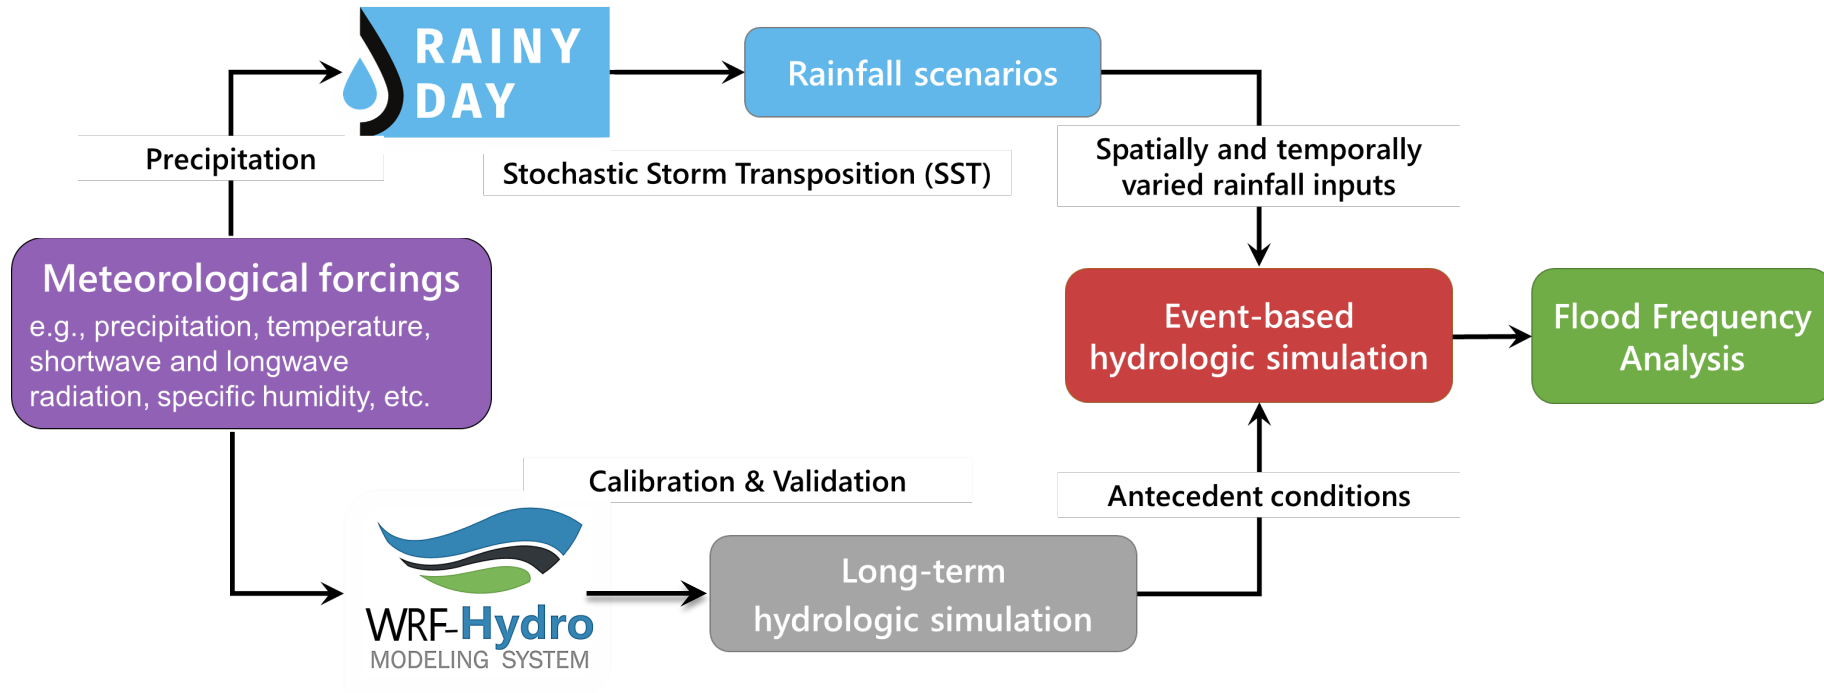 RAINY
DAY
Rainfall scenarios
Precipitation
Stochastic Storm Transposition (SST)
Spatially and temporally
varied rainfall inputs
Meteorological forcings
e.g., precipitation, temperature,
shortwave and longwave
radiation, specific humidity, etc.
Event-based
hydrologic simulation
Flood Frequency
Analysis
Calibration & Validation
Antecedent conditions
WRF-Hydro
MODELING SYSTEM
Long-term
hydrologic simulation